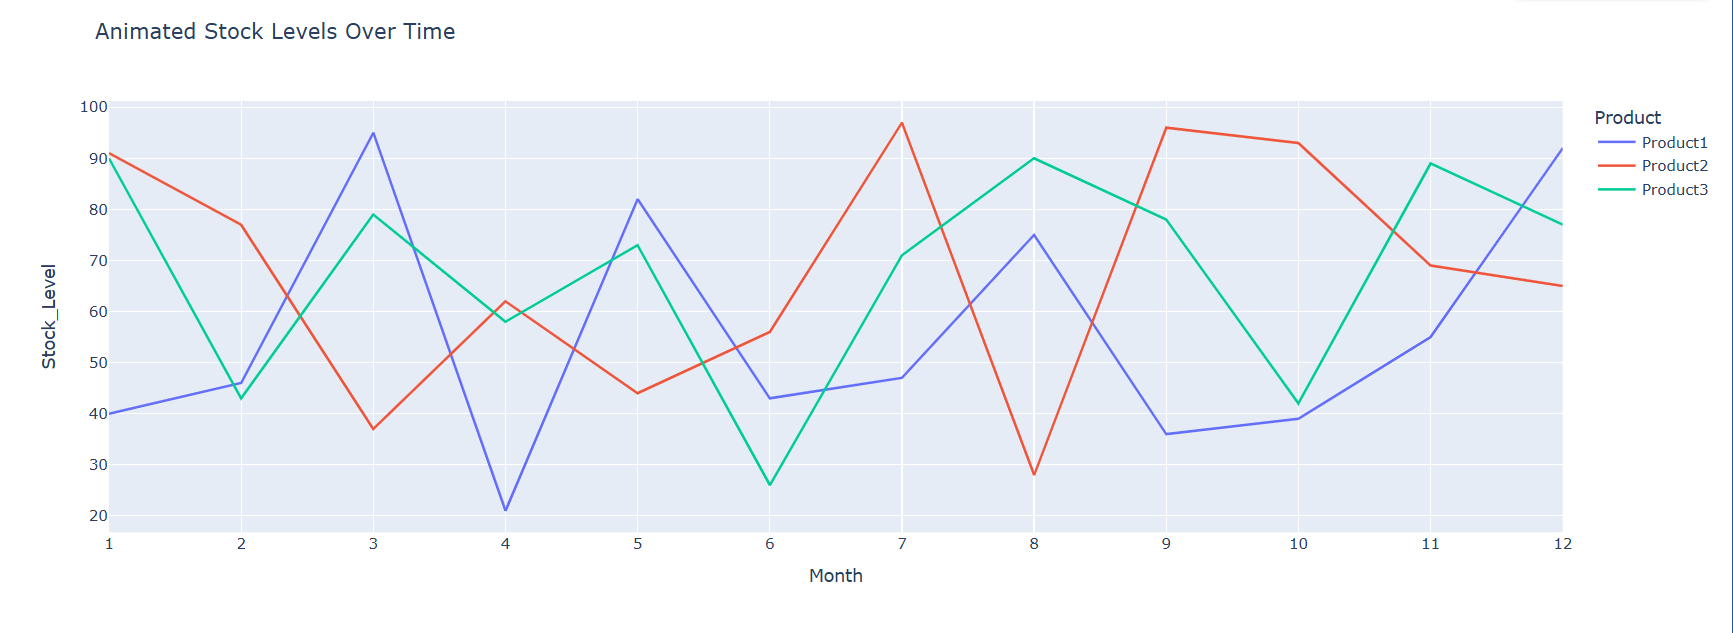 Animated Stock Levels Over Time
100
90
80
70
60
50
40
30
20
Stock_Level
1 2 3 4 5 6 7 8 9 10 11 12
Month
Product
Product1
Product2
Product3